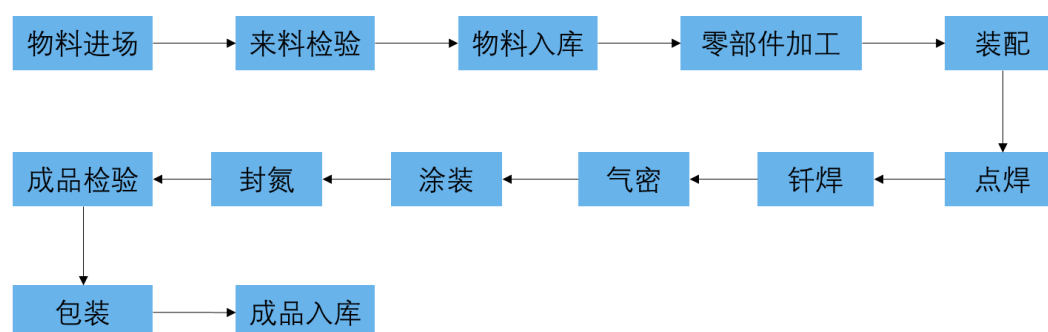 物料进场
来料检验
物料入库
零部件加工
装配
点焊
钎焊
气密
涂装
封氮
成品检验
包装
成品入库